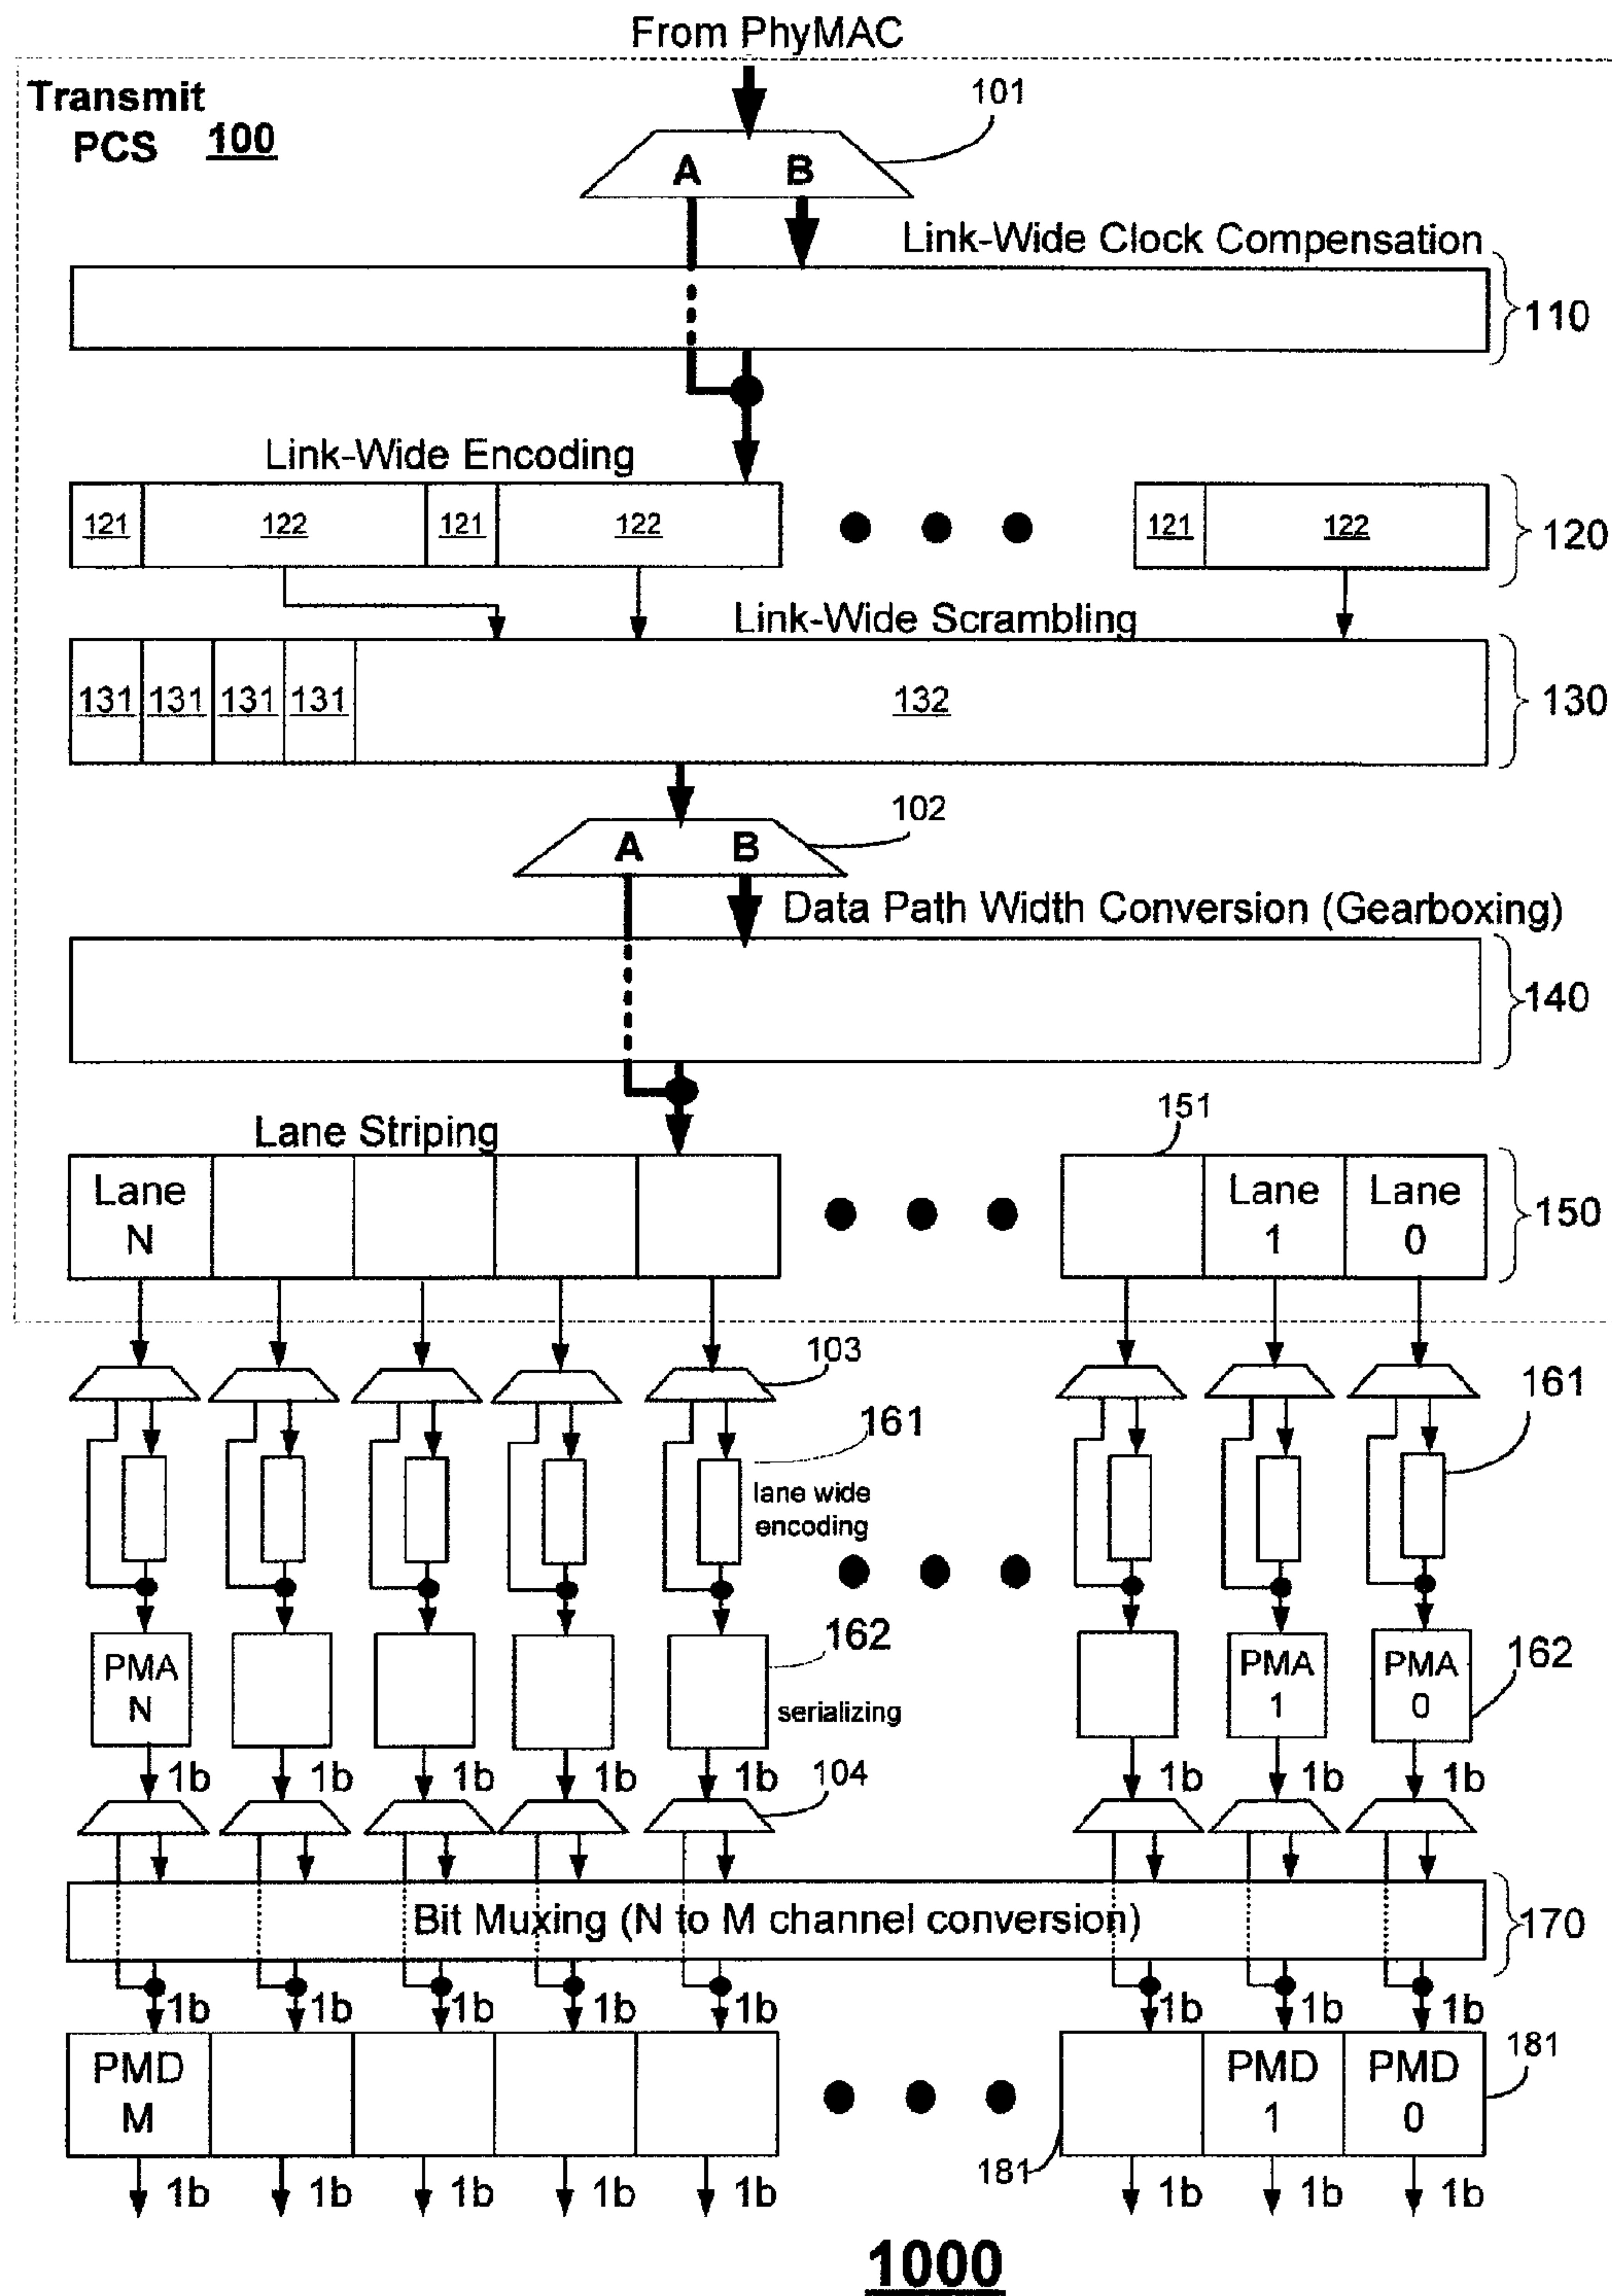 From PhyMAC
Transmit
PCS 100
101
A B
Link-Wide Clock Compensation
110
Link-Wide Encoding
121 122 121 122 121 122
120
Link-Wide Scrambling
131 131 131 131 132
130
102
A B
Data Path Width Conversion (Gearboxing)
140
Lane Striping
151
Lane N
Lane 1
Lane 0
150
103
161
161
lane wide
encoding
162
162
PMA N
PMA 1
PMA 0
serializing
1b 1b 1b 1b 1b 1b 1b 1b
104
Bit Muxing (N to M channel conversion)
170
1b 1b 1b 1b 1b 1b 1b 1b
PMD M
PMD 1
PMD 0
181
181
1b 1b 1b 1b 1b 1b 1b 1b
1000